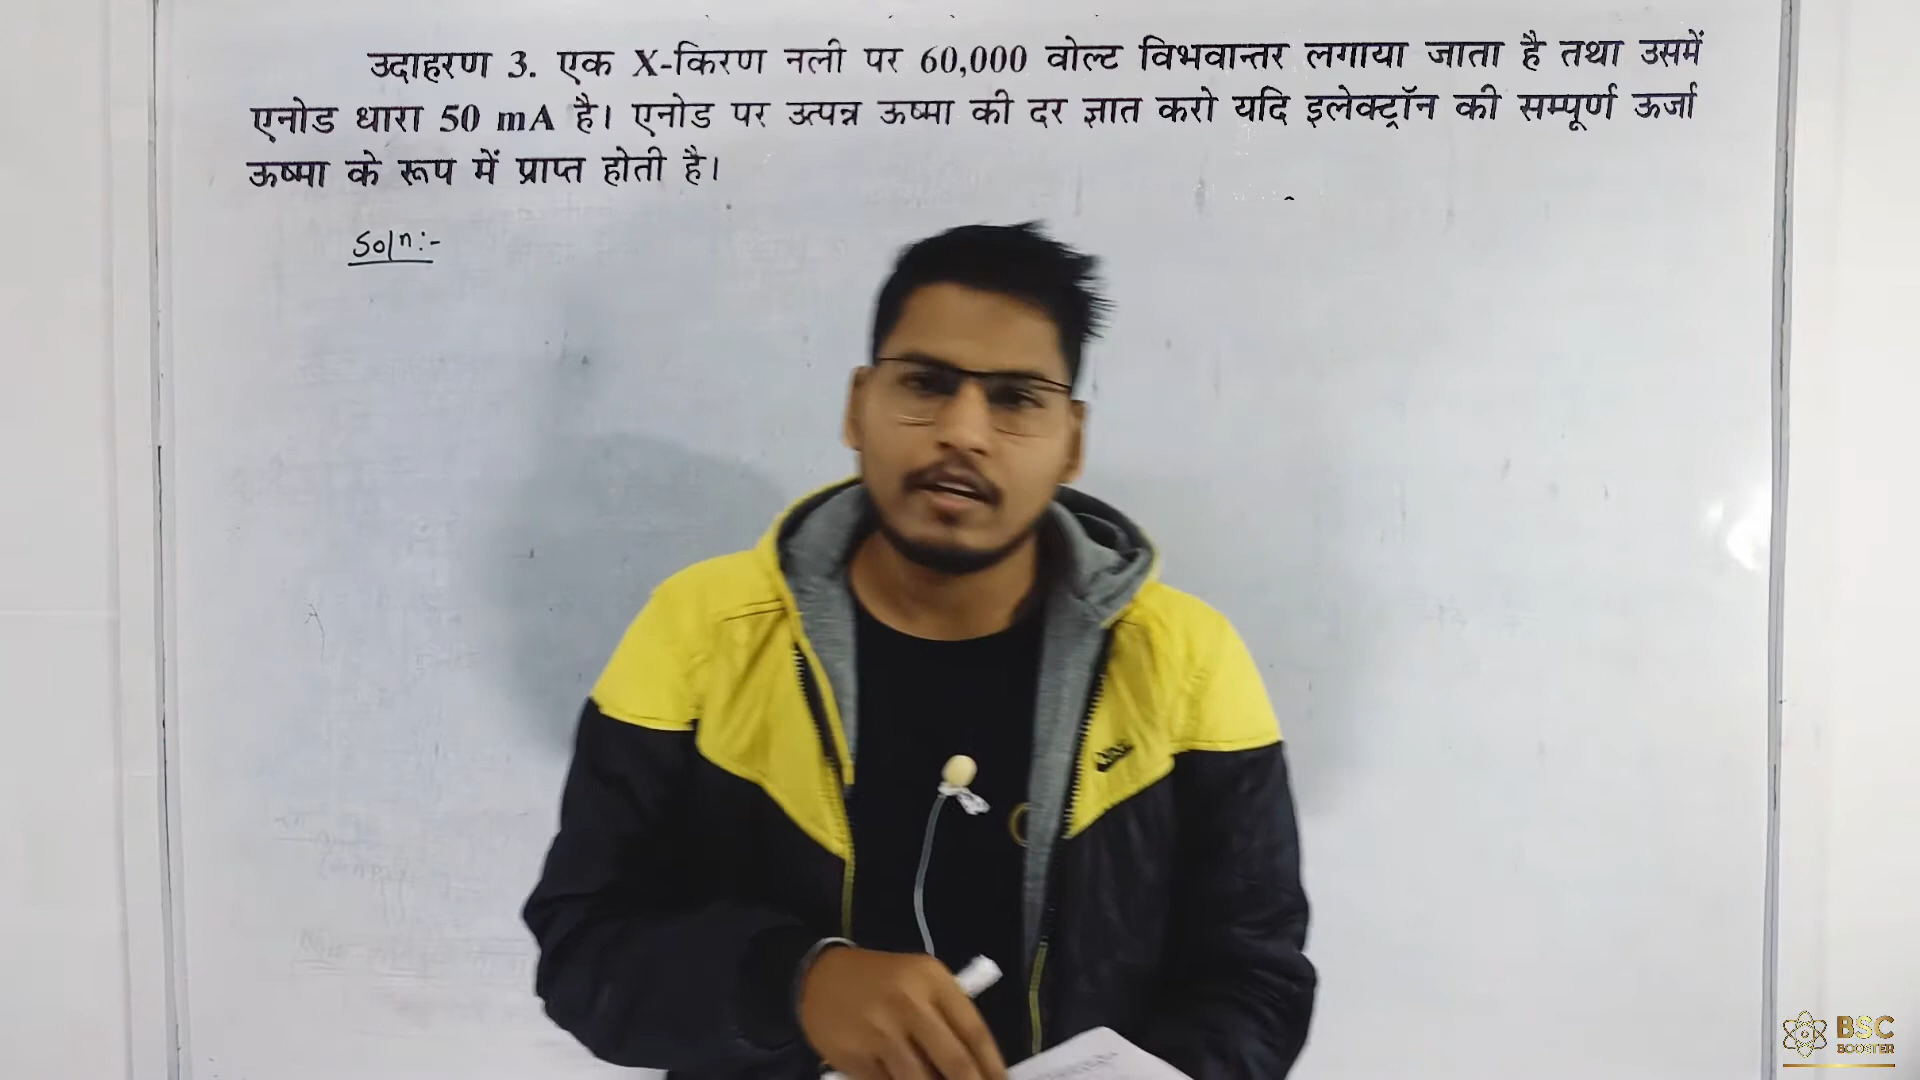 उदाहरण 3. एक X-किरण नली पर 60,000 वोल्ट विभवान्तर लगाया जाता है तथा उसमें
एनोड धारा 50 mA है। एनोड पर उत्पन्न ऊष्मा की दर ज्ञात करो यदि इलेक्ट्रॉन की सम्पूर्ण ऊर्जा
ऊष्मा के रूप में प्राप्त होती है।
Soln:-
BSC
BOOSTER